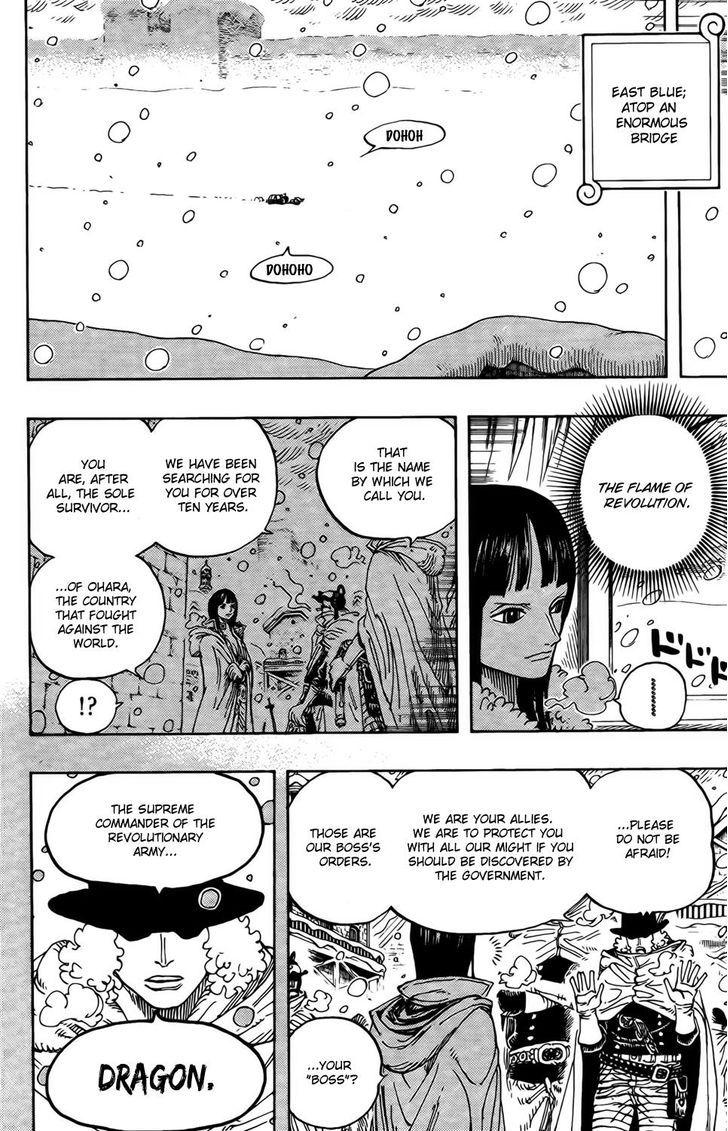 EAST BLUE;
ATOP AN
ENORMOUS
BRIDGE
DOHOH
DOHOHO
THE FLAME OF
REVOLUTION.
ドドドド
.........
THAT
IS THE NAME
BY WHICH WE
CALL YOU.
WE HAVE BEEN
SEARCHING FOR
YOU FOR OVER
TEN YEARS.
YOU
ARE, AFTER
ALL, THE SOLE
SURVIVOR...
...OF OHARA,
THE COUNTRY
THAT FOUGHT
AGAINST THE
WORLD.
!?
...PLEASE
DO NOT BE
AFRAID!
WE ARE YOUR ALLIES.
WE ARE TO PROTECT YOU
WITH ALL OUR MIGHT IF YOU
SHOULD BE DISCOVERED BY
THE GOVERNMENT.
THOSE ARE
OUR BOSS'S
ORDERS.
...YOUR
"BOSS"?
THE SUPREME
COMMANDER OF THE
REVOLUTIONARY
ARMY...
DRAGON.